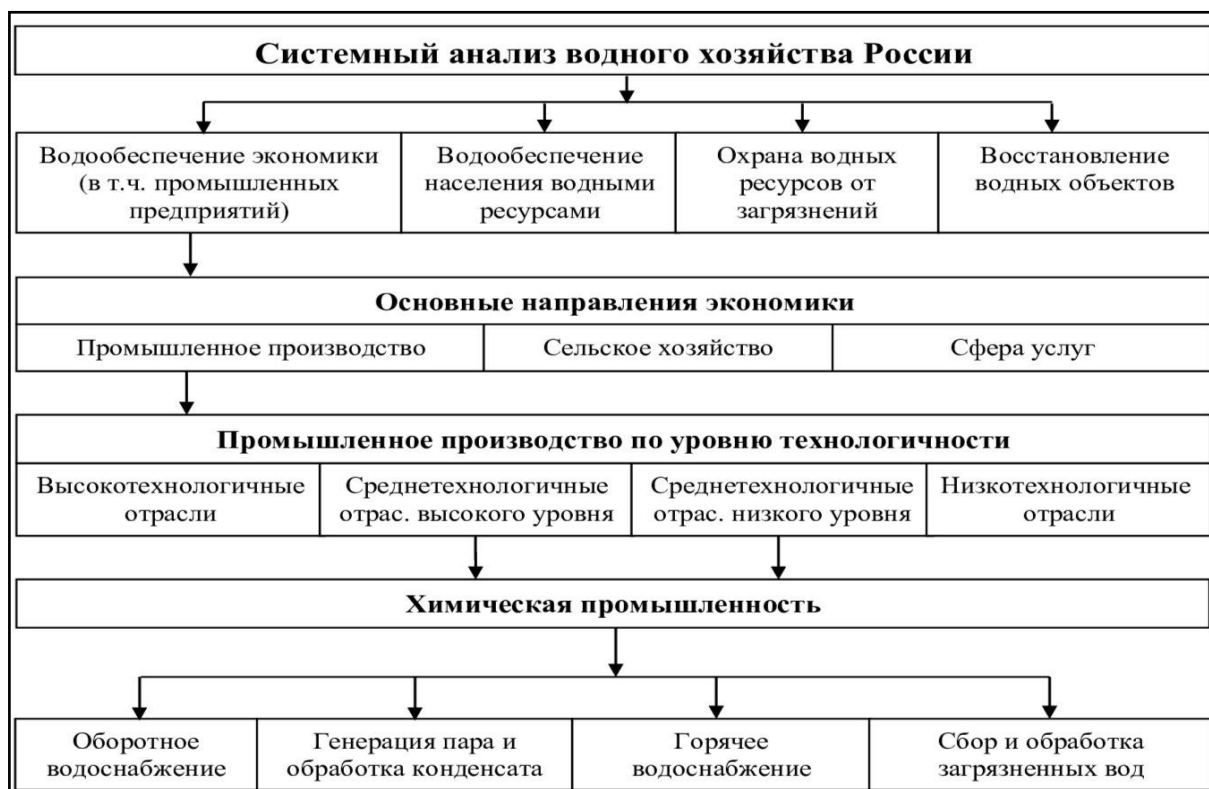 Системный анализ водного хозяйства России
Водообеспечение экономики
(в т.ч. промышленных
предприятий)
Водообеспечение
населения водными
ресурсами
Охрана водных
ресурсов от
загрязнений
Восстановление
водных объектов
Основные направления экономики
Промышленное производство
Сельское хозяйство
Сфера услуг
Промышленное производство по уровню технологичности
Высокотехнологичные
отрасли
Среднетехнологичные
отрас. высокого уровня
Среднетехнологичные
отрас. низкого уровня
Низкотехнологичные
отрасли
Химическая промышленность
Оборотное
водоснабжение
Генерация пара и
обработка конденсата
Горячее
водоснабжение
Сбор и обработка
загрязненных вод